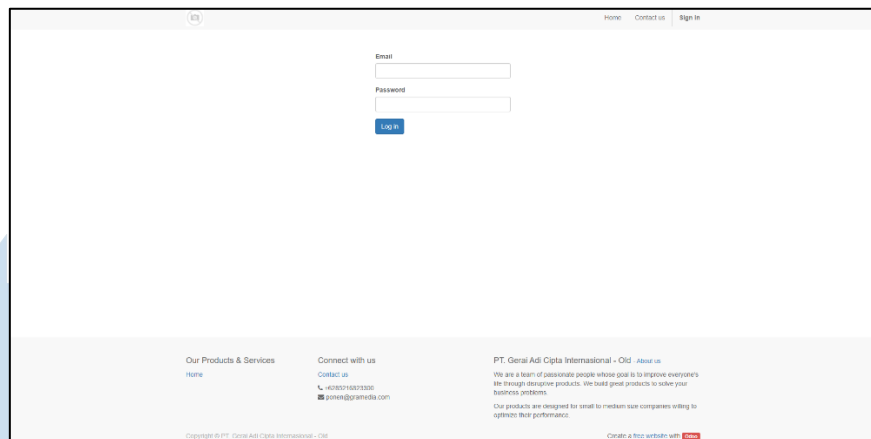 Home Contact us Sign in
Email
Password
Log in
Our Products & Services
Home
Connect with us
Contact us
+6285216823330
ponen@gramedia.com
PT. Gerai Adi Cipta Internasional - Old - About us
We are a team of passionate people whose goal is to improve everyone's
life through disruptive products. We build great products to solve your
business problems.
Our products are designed for small to medium size companies willing to
optimize their performance.
Copyright © PT. Gerai Adi Cipta Internasional - Old
Create a free website with Odoo